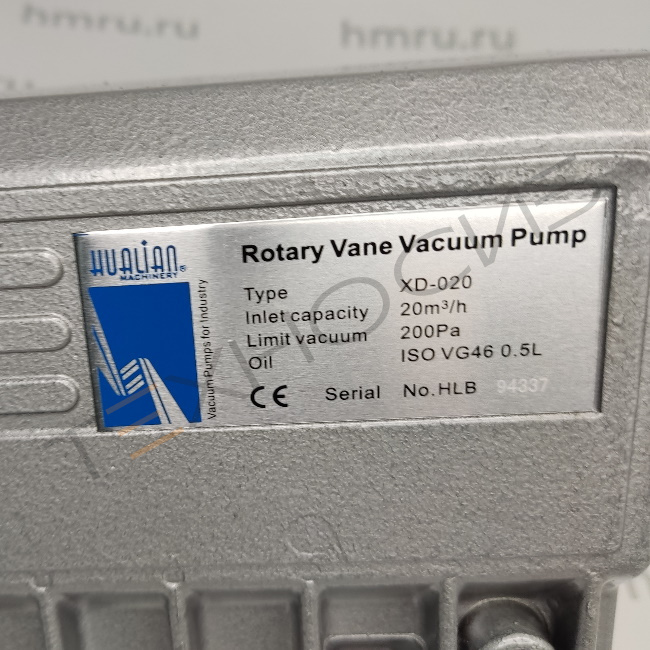 hmru.ru
hmru.ru
HUALIAN®
MACHINERY
Vacuum Pumps for Industry
Rotary Vane Vacuum Pump
Type XD-020
Inlet capacity 20m³/h
Limit vacuum 200Pa
Oil ISO VG46 0.5L
CE Serial No.HLB 94337
ТЕХНОСИБ